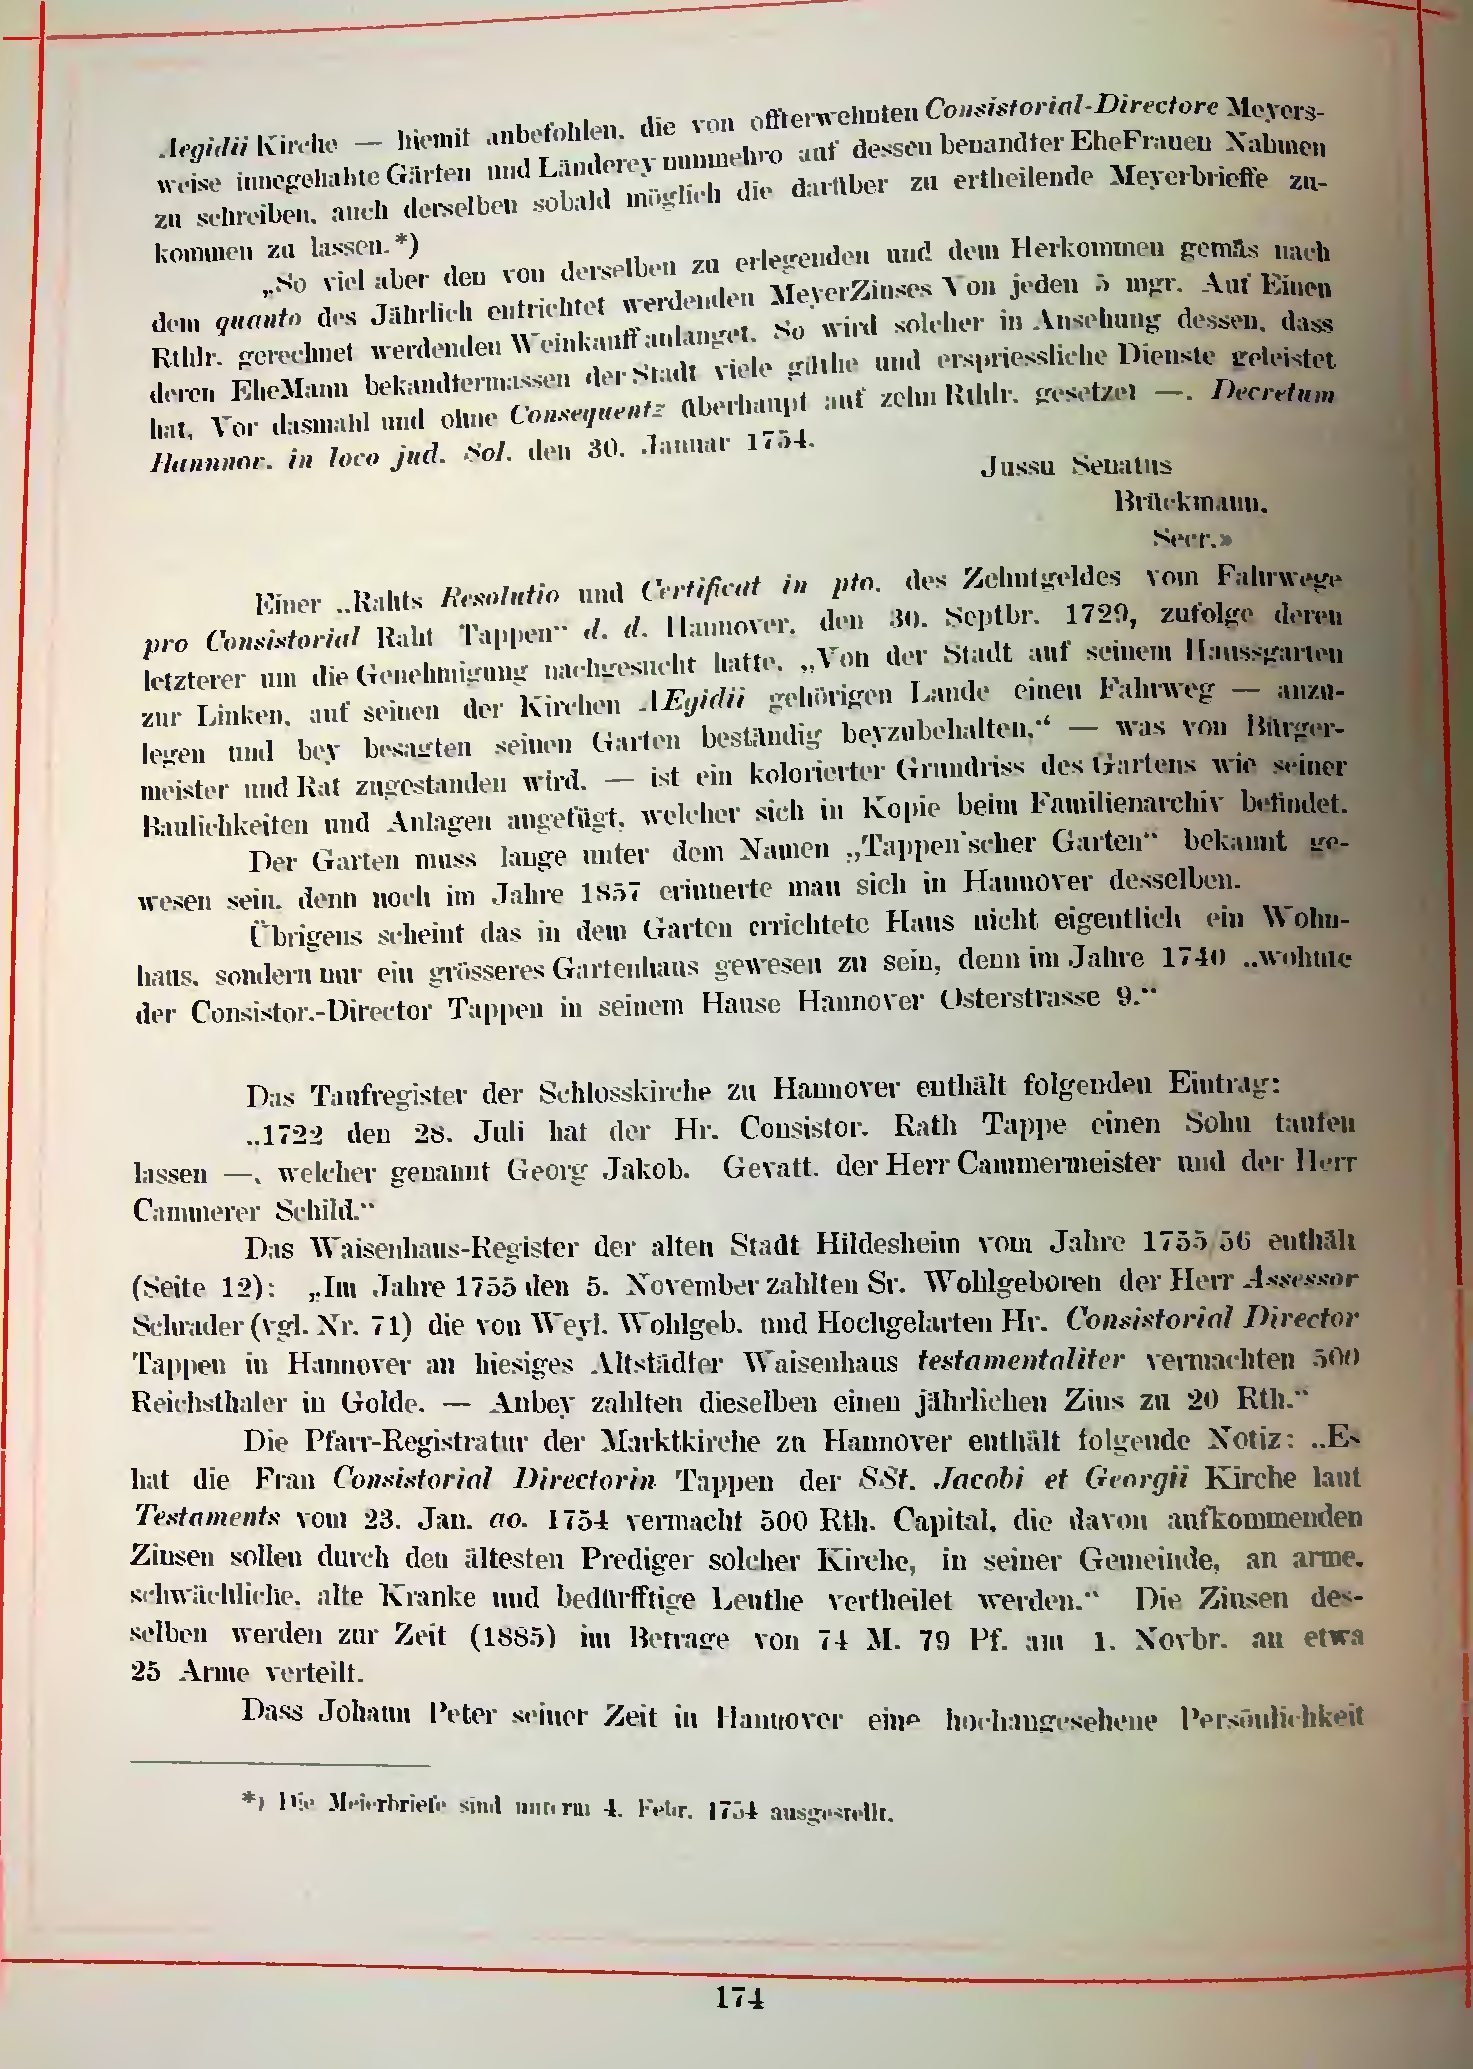 Aegidii Kirche — hiemit anbefohlen, die von offterwehnten Consistorial-Directore Meyers-
weise innegehabte Gärten und Länderey nunmehro auf dessen benandter EheFrauen Nahmen
zu schreiben, auch derselben sobald möglich die darüber zu ertheilende Meyerbrieffe zu-
kommen zu lassen.*)
„So viel aber den von derselben zu erlegenden und dem Herkommen gemäs nach
dem quanto des Jährlich entrichtet werdenden MeyerZinses Von jeden 5 mgr. Auf Einen
Rthlr. gerechnet werdenden Weinkauff anlanget, So wird solcher in Ansehung dessen, dass
deren EheMann bekandtermassen der Stadt viele güthe und erspriessliche Dienste geleistet
hat, Vor dasmahl und ohne Consequentz überhaupt auf zehn Rthlr. gesetzet —. Decretum
Hannnor. in loco jud. Sol. den 30. Januar 1754.
Jussu Senatus
Brückmann,
Secr.»
Einer „Rahts Resolutio und Certificat in pto. des Zehntgeldes vom Fahrwege
pro Consistorial Raht Tappen“ d. d. Hannover, den 30. Septbr. 1729, zufolge deren
letzterer um die Genehmigung nachgesucht hatte, „Von der Stadt auf seinem Haussgarten
zur Linken, auf seinen der Kirchen AEgidii gehörigen Lande einen Fahrweg — anzu-
legen und bey besagten seinen Garten beständig beyzubehalten,“ — was von Bürger-
meister und Rat zugestanden wird, — ist ein kolorierter Grundriss des Gartens wie seiner
Baulichkeiten und Anlagen angefügt, welcher sich in Kopie beim Familienarchiv befindet.
Der Garten muss lange unter dem Namen „Tappen'scher Garten“ bekannt ge-
wesen sein, denn noch im Jahre 1857 erinnerte man sich in Hannover desselben.
Übrigens scheint das in dem Garten errichtete Haus nicht eigentlich ein Wohn-
haus, sondern nur ein grösseres Gartenhaus gewesen zu sein, denn im Jahre 1740 „wohnte
der Consistor.-Director Tappen in seinem Hause Hannover Osterstrasse 9.“
Das Taufregister der Schlosskirche zu Hannover enthält folgenden Eintrag:
„1722 den 28. Juli hat der Hr. Consistor. Rath Tappe einen Sohn taufen
lassen —, welcher genannt Georg Jakob. Gevatt. der Herr Cammermeister und der Herr
Cammerer Schild.“
Das Waisenhaus-Register der alten Stadt Hildesheim vom Jahre 1755/56 enthält
(Seite 12): „Im Jahre 1755 den 5. November zahlten Sr. Wohlgeboren der Herr Assessor
Schrader (vgl. Nr. 71) die von Weyl. Wohlgeb. und Hochgelarten Hr. Consistorial Director
Tappen in Hannover an hiesiges Altstädter Waisenhaus testamentaliter vermachten 500
Reichsthaler in Golde. — Anbey zahlten dieselben einen jährlichen Zins zu 20 Rth.“
Die Pfarr-Registratur der Marktkirche zu Hannover enthält folgende Notiz: „Es
hat die Frau Consistorial Directorin Tappen der SSt. Jacobi et Georgii Kirche laut
Testaments vom 23. Jan. ao. 1754 vermacht 500 Rth. Capital, die davon aufkommenden
Zinsen sollen durch den ältesten Prediger solcher Kirche, in seiner Gemeinde, an arme,
schwächliche, alte Kranke und bedürfftige Leuthe vertheilet werden.“ Die Zinsen des-
selben werden zur Zeit (1885) im Betrage von 74 M. 79 Pf. am 1. Novbr. an etwa
25 Arme verteilt.
Dass Johann Peter seiner Zeit in Hannover eine hochangesehene Persönlichkeit
*) Die Meierbriefe sind unterm 4. Febr. 1754 ausgestellt.
174